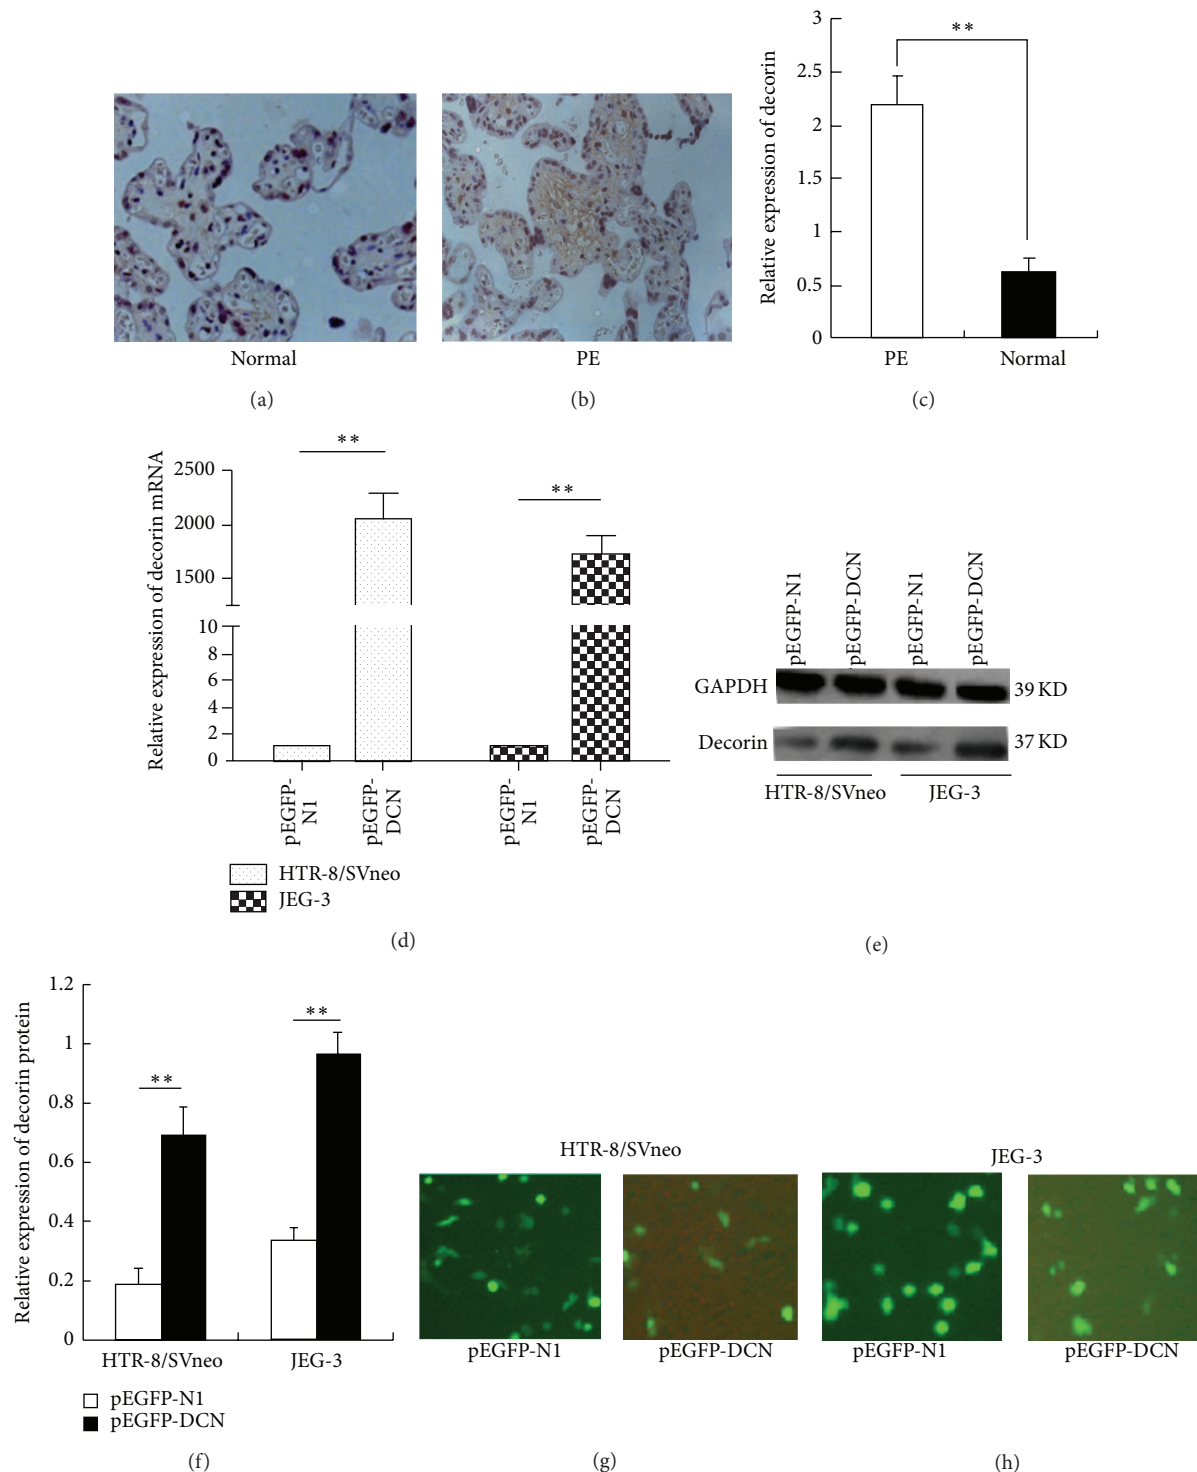 Normal
(a)
PE
(b)
Relative expression of decorin
3
2.5
2
1.5
1
0.5
0
**
PE
Normal
(c)
Relative expression of decorin mRNA
2500
2000
1500
10
8
6
4
2
0
**
**
pEGFP-
N1
pEGFP-
DCN
pEGFP-
N1
pEGFP-
DCN
HTR-8/SVneo
JEG-3
(d)
pEGFP-N1
pEGFP-DCN
pEGFP-N1
pEGFP-DCN
GAPDH
39 KD
Decorin
37 KD
HTR-8/SVneo
JEG-3
(e)
Relative expression of decorin protein
1.2
1
0.8
0.6
0.4
0.2
0
**
**
HTR-8/SVneo
JEG-3
pEGFP-N1
pEGFP-DCN
(f)
HTR-8/SVneo
pEGFP-N1
pEGFP-DCN
(g)
JEG-3
pEGFP-N1
pEGFP-DCN
(h)